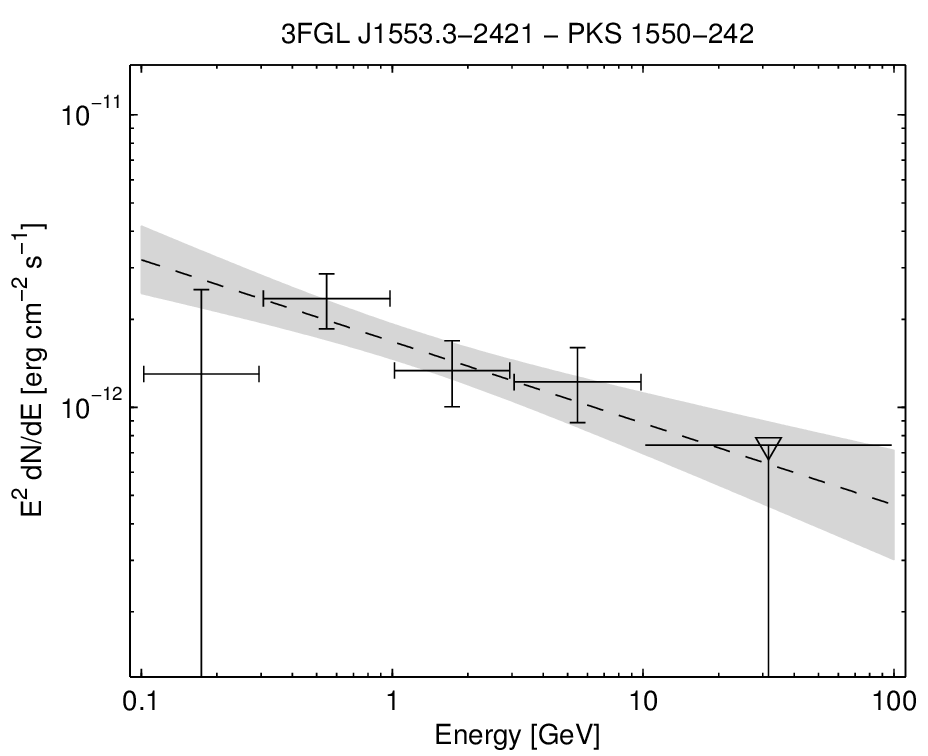 3FGL J1553.3−2421 − PKS 1550−242
E² dN/dE [erg cm⁻² s⁻¹]
10⁻¹¹
10⁻¹²
0.1 1 10 100
Energy [GeV]